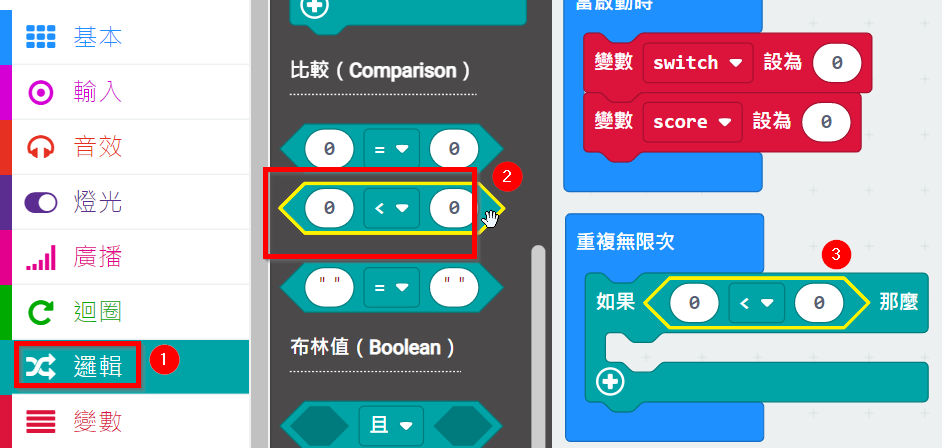 基本
輸入
音效
燈光
廣播
迴圈
邏輯
變數
1
比較 ( Comparison )
0 = 0
0 < 0
2
" " = " "
布林值 ( Boolean )
且
當啟動時
變數 switch 設為 0
變數 score 設為 0
重複無限次
3
如果 0 < 0 那麼